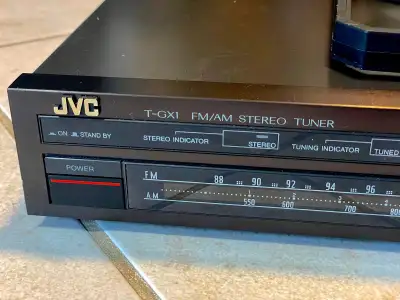 JVC
T-GX1 FM/AM STEREO TUNER
ON STAND BY STEREO INDICATOR STEREO TUNING INDICATOR TUNED
POWER
FM 88 90 92 94 96
AM 550 600 700 800